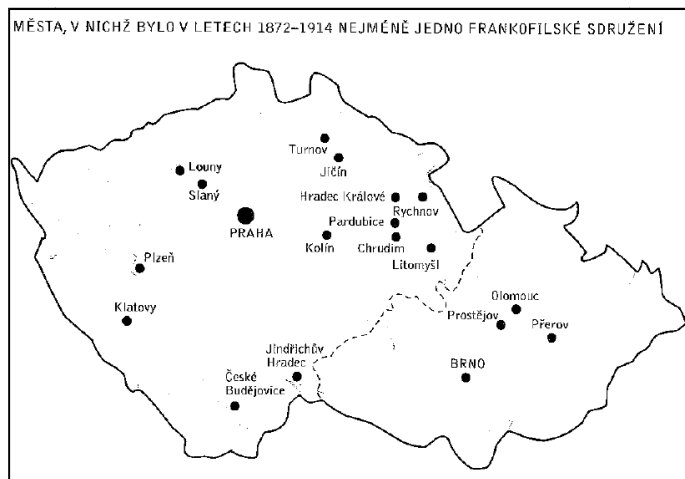 MĚSTA, V NICHŽ BYLO V LETECH 1872–1914 NEJMÉNĚ JEDNO FRANKOFILSKÉ SDRUŽENÍ
Turnov
Jičín
Louny
Slaný
Hradec Králové
Rychnov
PRAHA
Pardubice
Kolín
Chrudim
Litomyšl
Plzeň
Klatovy
Olomouc
Prostějov
Přerov
Jindřichův
Hradec
BRNO
České
Budějovice